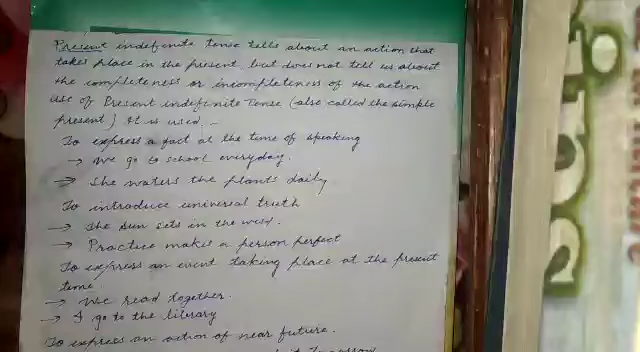 Present indefinite tense tells about an action that
takes place in the present, but does not tell us about
the completeness or incompleteness of the action
Use of Present indefinite Tense (also called the simple
present) It is used :-
To express a fact at the time of speaking
→ We go to school everyday.
→ She waters the plants daily
To introduce universal truth
→ The sun sets in the west.
→ Practice makes a person perfect
To express an event taking place at the present
time
→ We read together.
→ I go to the library
To express an action of near future.